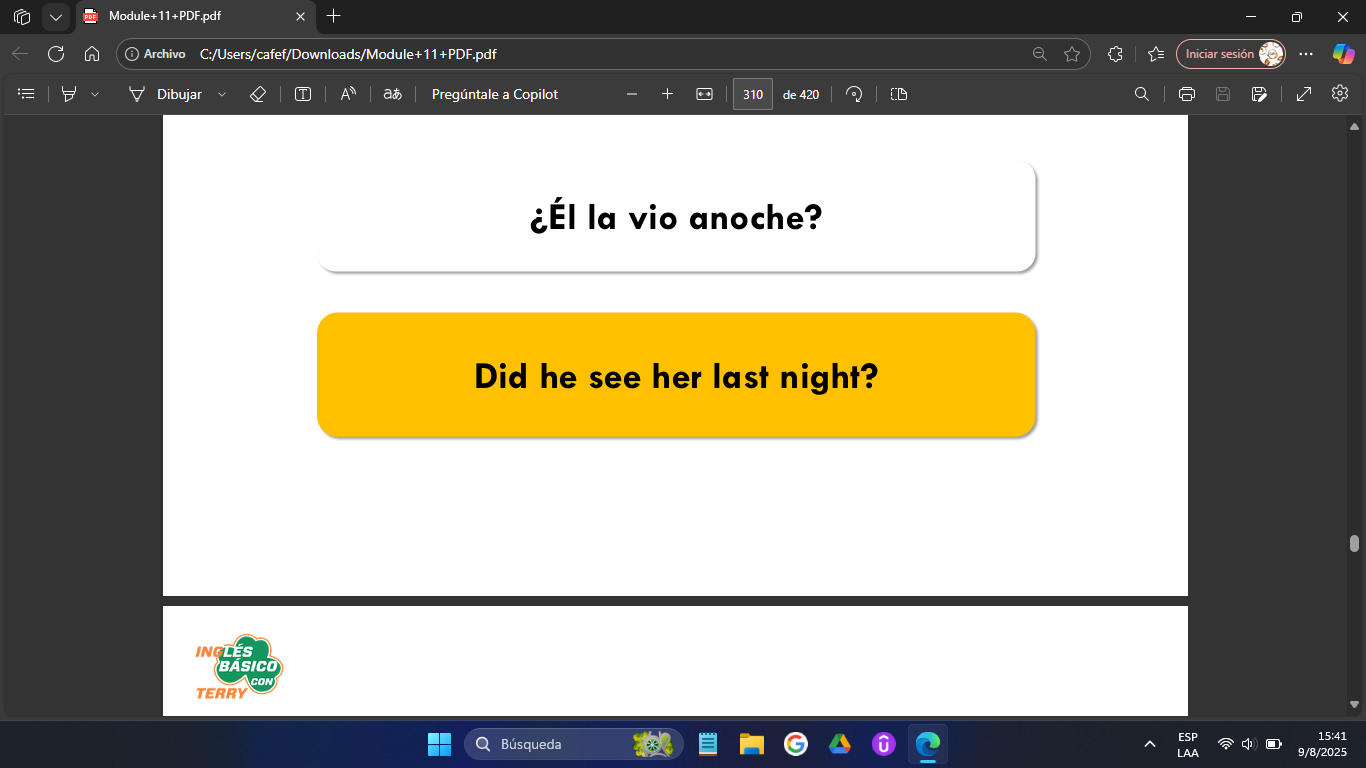 Module+11+PDF.pdf
Archivo C:/Users/cafef/Downloads/Module+11+PDF.pdf
Iniciar sesión
Dibujar
Pregúntale a Copilot
310 de 420
¿Él la vio anoche?
Did he see her last night?
INGLÉS
BÁSICO
CON
TERRY
Búsqueda
ESP
LAA
15:41
9/8/2025